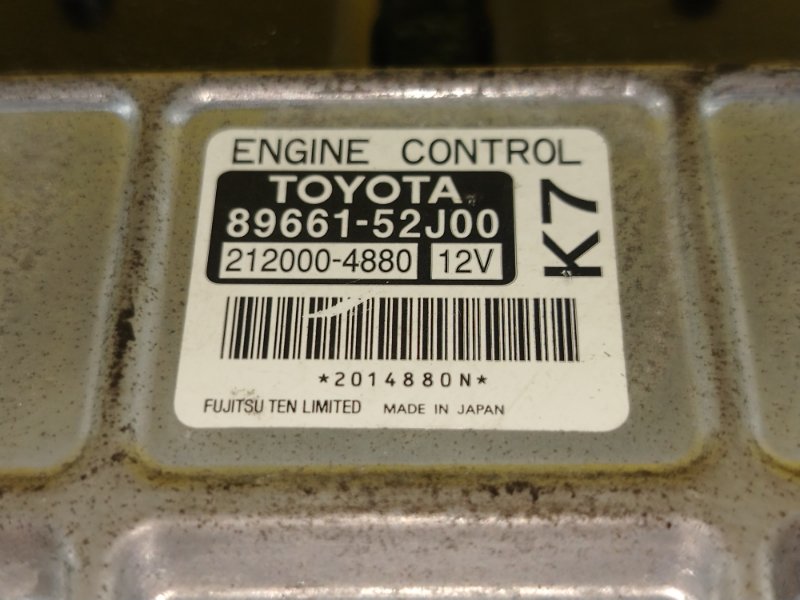 ENGINE CONTROL
TOYOTA
89661-52J00
212000-4880 12V
K7
*2014880N*
FUJITSU TEN LIMITED MADE IN JAPAN